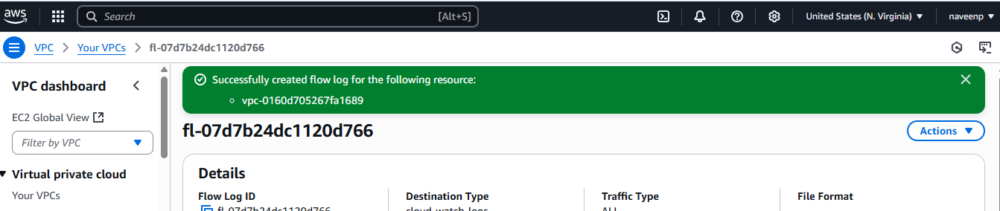 aws
Search [Alt+S]
United States (N. Virginia)
naveenp
VPC > Your VPCs > fl-07d7b24dc1120d766
VPC dashboard
EC2 Global View
Filter by VPC
Virtual private cloud
Your VPCs
Successfully created flow log for the following resource:
vpc-0160d705267fa1689
fl-07d7b24dc1120d766
Actions
Details
Flow Log ID
fl-07d7b24dc1120d766
Destination Type
cloud-watch-logs
Traffic Type
ALL
File Format